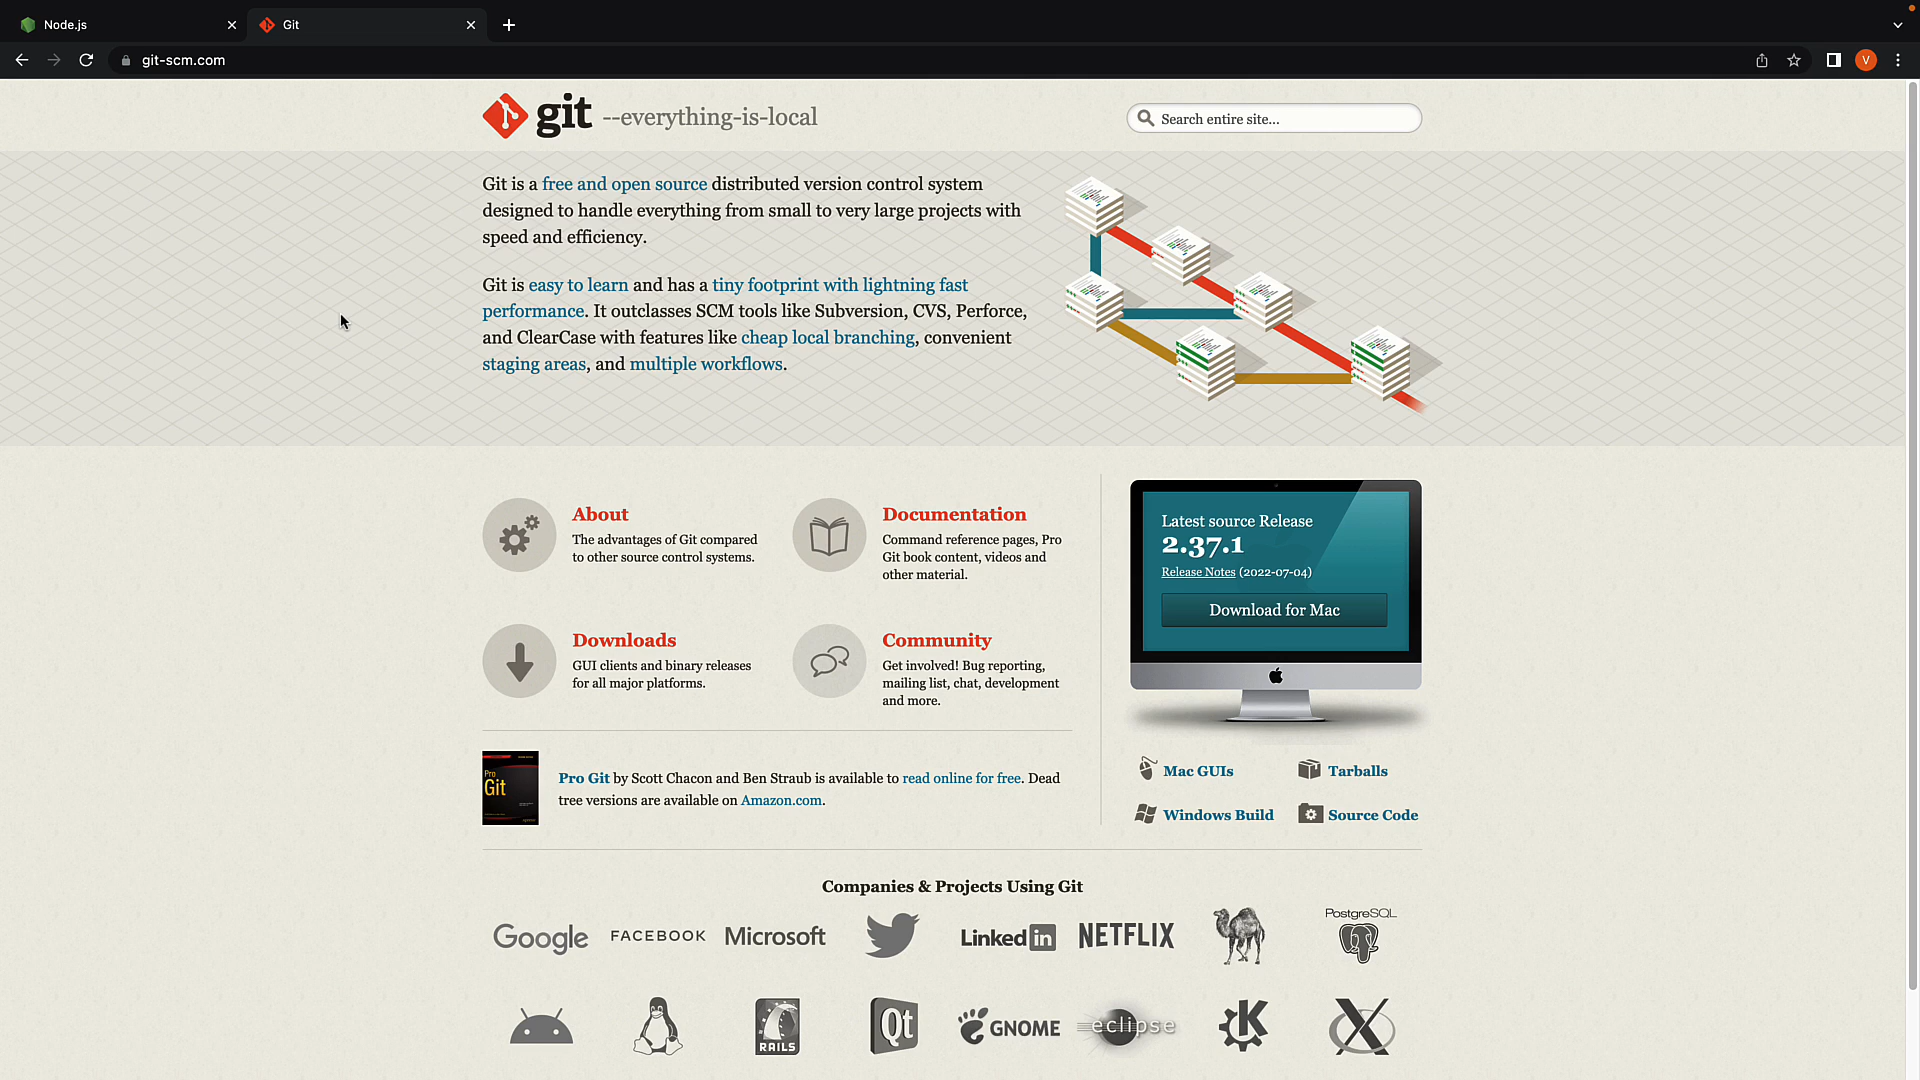 Node.js
Git
git-scm.com
V
git --everything-is-local
Search entire site...
Git is a free and open source distributed version control system
designed to handle everything from small to very large projects with
speed and efficiency.
Git is easy to learn and has a tiny footprint with lightning fast
performance. It outclasses SCM tools like Subversion, CVS, Perforce,
and ClearCase with features like cheap local branching, convenient
staging areas, and multiple workflows.
About
The advantages of Git compared
to other source control systems.
Documentation
Command reference pages, Pro
Git book content, videos and
other material.
Downloads
GUI clients and binary releases
for all major platforms.
Community
Get involved! Bug reporting,
mailing list, chat, development
and more.
Latest source Release
2.37.1
Release Notes (2022-07-04)
Download for Mac
Pro
Git
Pro Git by Scott Chacon and Ben Straub is available to read online for free. Dead
tree versions are available on Amazon.com.
Mac GUIs
Tarballs
Windows Build
Source Code
Companies & Projects Using Git
Google
FACEBOOK
Microsoft
LinkedIn
NETFLIX
PostgreSQL
RAILS
Qt
GNOME
eclipse
K
X